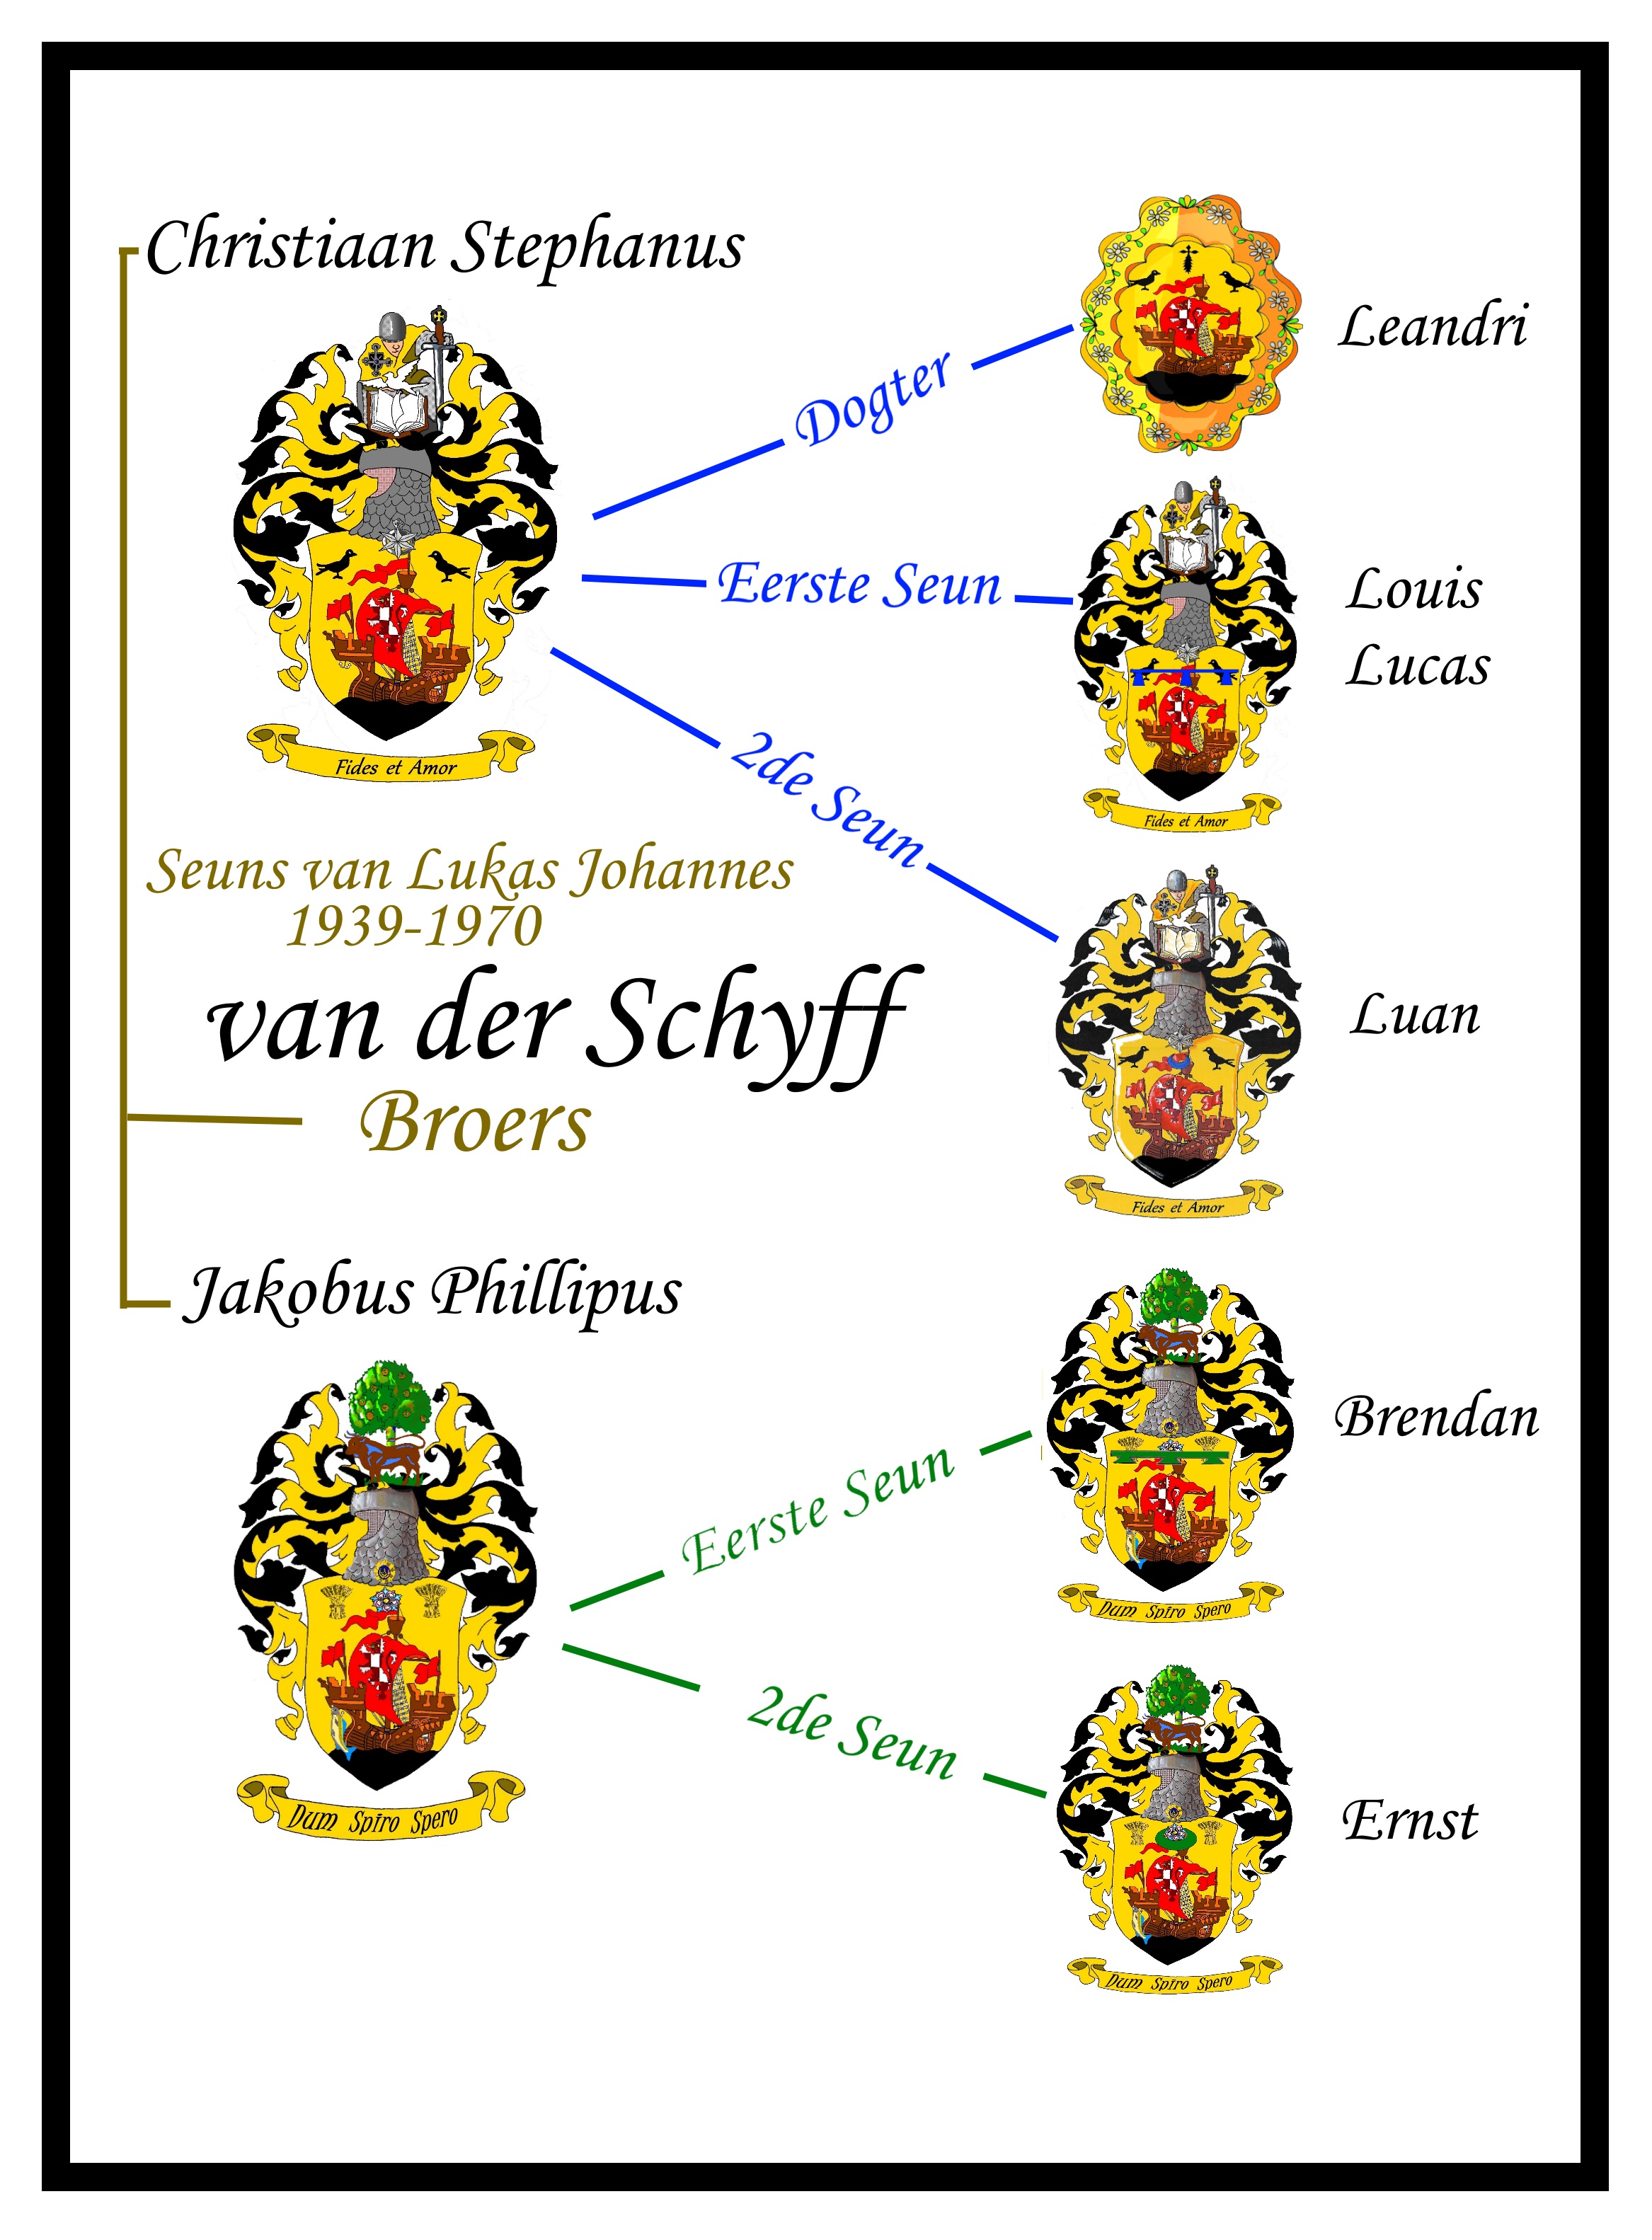 Christiaan Stephanus
Fides et Amor
Seuns van Lukas Johannes
1939-1970
van der Schyff
Broers
Jakobus Phillipus
Dum Spiro Spero
Dogter
Leandri
Eerste Seun
Louis
Lucas
Fides et Amor
2de Seun
Luan
Fides et Amor
Eerste Seun
Brendan
Dum Spiro Spero
2de Seun
Ernst
Dum Spiro Spero